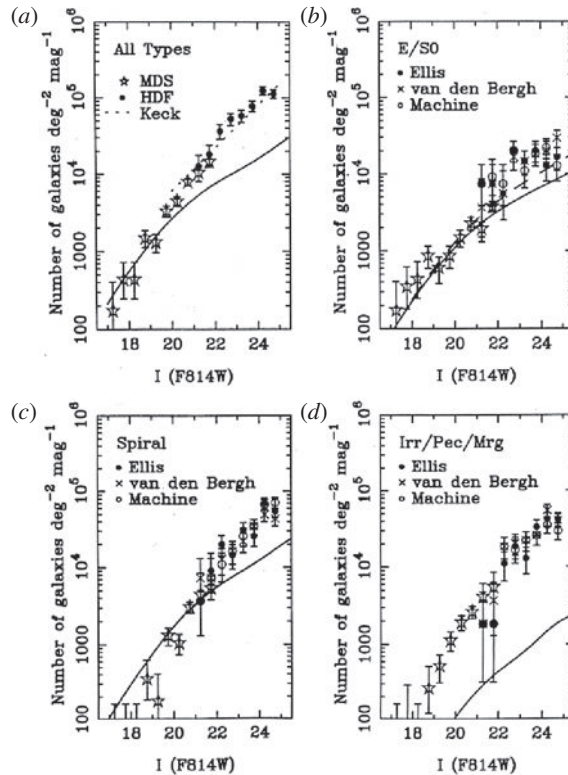 (a)
All Types
MDS
HDF
Keck
Number of galaxies deg⁻² mag⁻¹
10⁶
10⁵
10⁴
1000
100
18 20 22 24
I (F814W)
(b)
E/S0
Ellis
van den Bergh
Machine
Number of galaxies deg⁻² mag⁻¹
10⁶
10⁵
10⁴
1000
100
18 20 22 24
I (F814W)
(c)
Spiral
Ellis
van den Bergh
Machine
Number of galaxies deg⁻² mag⁻¹
10⁶
10⁵
10⁴
1000
100
18 20 22 24
I (F814W)
(d)
Irr/Pec/Mrg
Ellis
van den Bergh
Machine
Number of galaxies deg⁻² mag⁻¹
10⁶
10⁵
10⁴
1000
100
18 20 22 24
I (F814W)